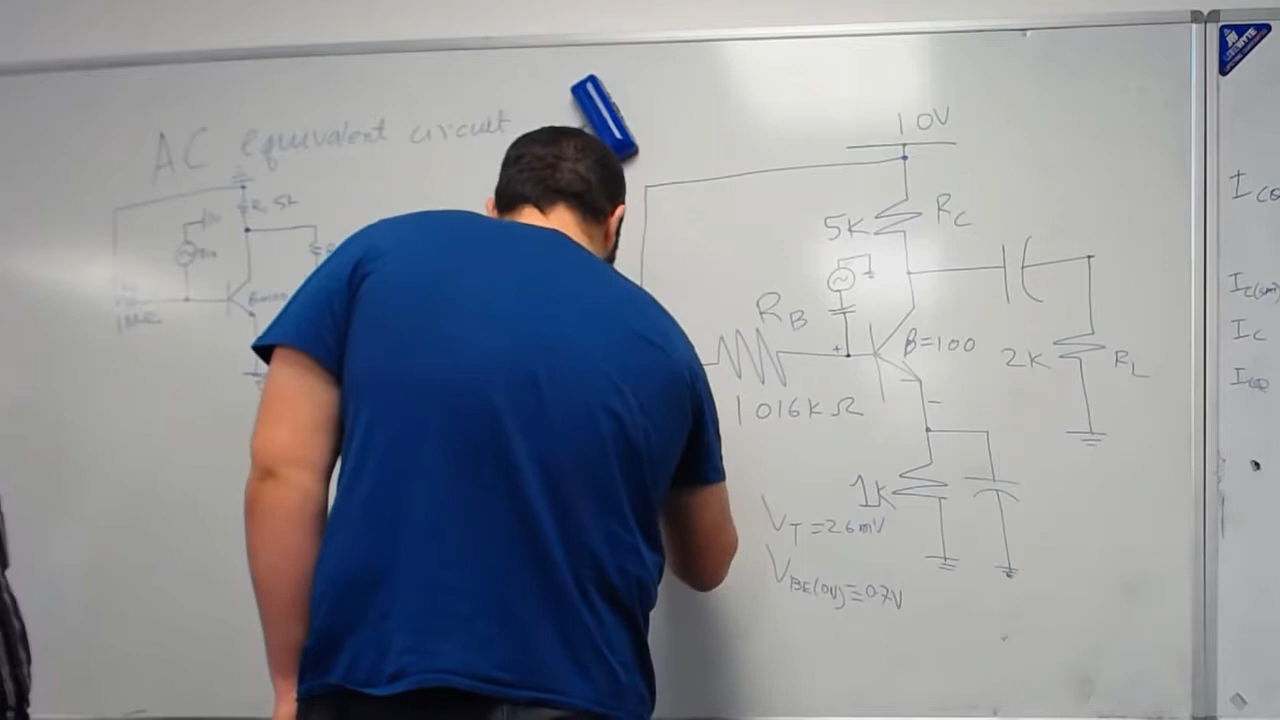 AC equivalent circuit
10V
5K
RC
RB
1016KΩ
+
β=100
-
2K
RL
1K
VT=26mV
VBE(ON)=0.7V
IC